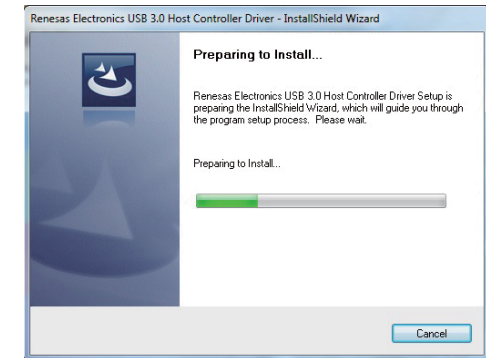 Renesas Electronics USB 3.0 Host Controller Driver - InstallShield Wizard
Preparing to Install...
Renesas Electronics USB 3.0 Host Controller Driver Setup is
preparing the InstallShield Wizard, which will guide you through
the program setup process. Please wait.
Preparing to Install...
Cancel